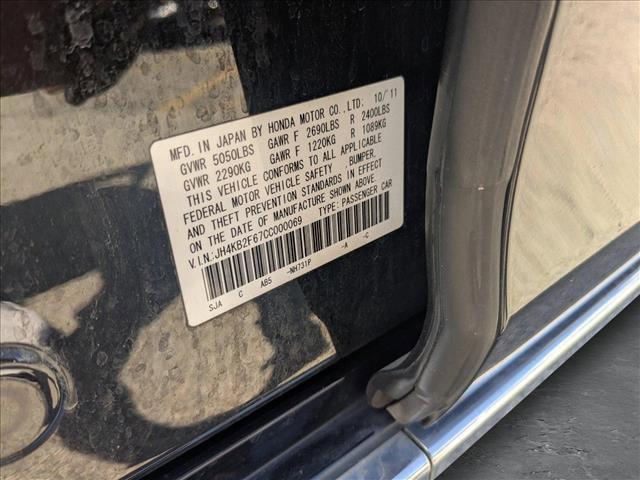 MFD. IN JAPAN BY HONDA MOTOR CO., LTD. 10/'11
GVWR 5050LBS GAWR F 2690LBS R 2400LBS
GVWR 2290KG GAWR F 1220KG R 1089KG
THIS VEHICLE CONFORMS TO ALL APPLICABLE
FEDERAL MOTOR VEHICLE SAFETY ,BUMPER,
AND THEFT PREVENTION STANDARDS IN EFFECT
ON THE DATE OF MANUFACTURE SHOWN ABOVE.
V.I.N.:JH4KB2F67CC000069 TYPE: PASSENGER CAR
SJA C AB5 -NH731P -A -C